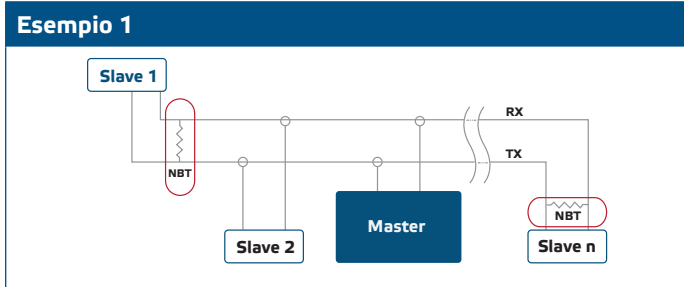 Esempio 1
Slave 1
RX
TX
NBT
NBT
Master
Slave 2
Slave n